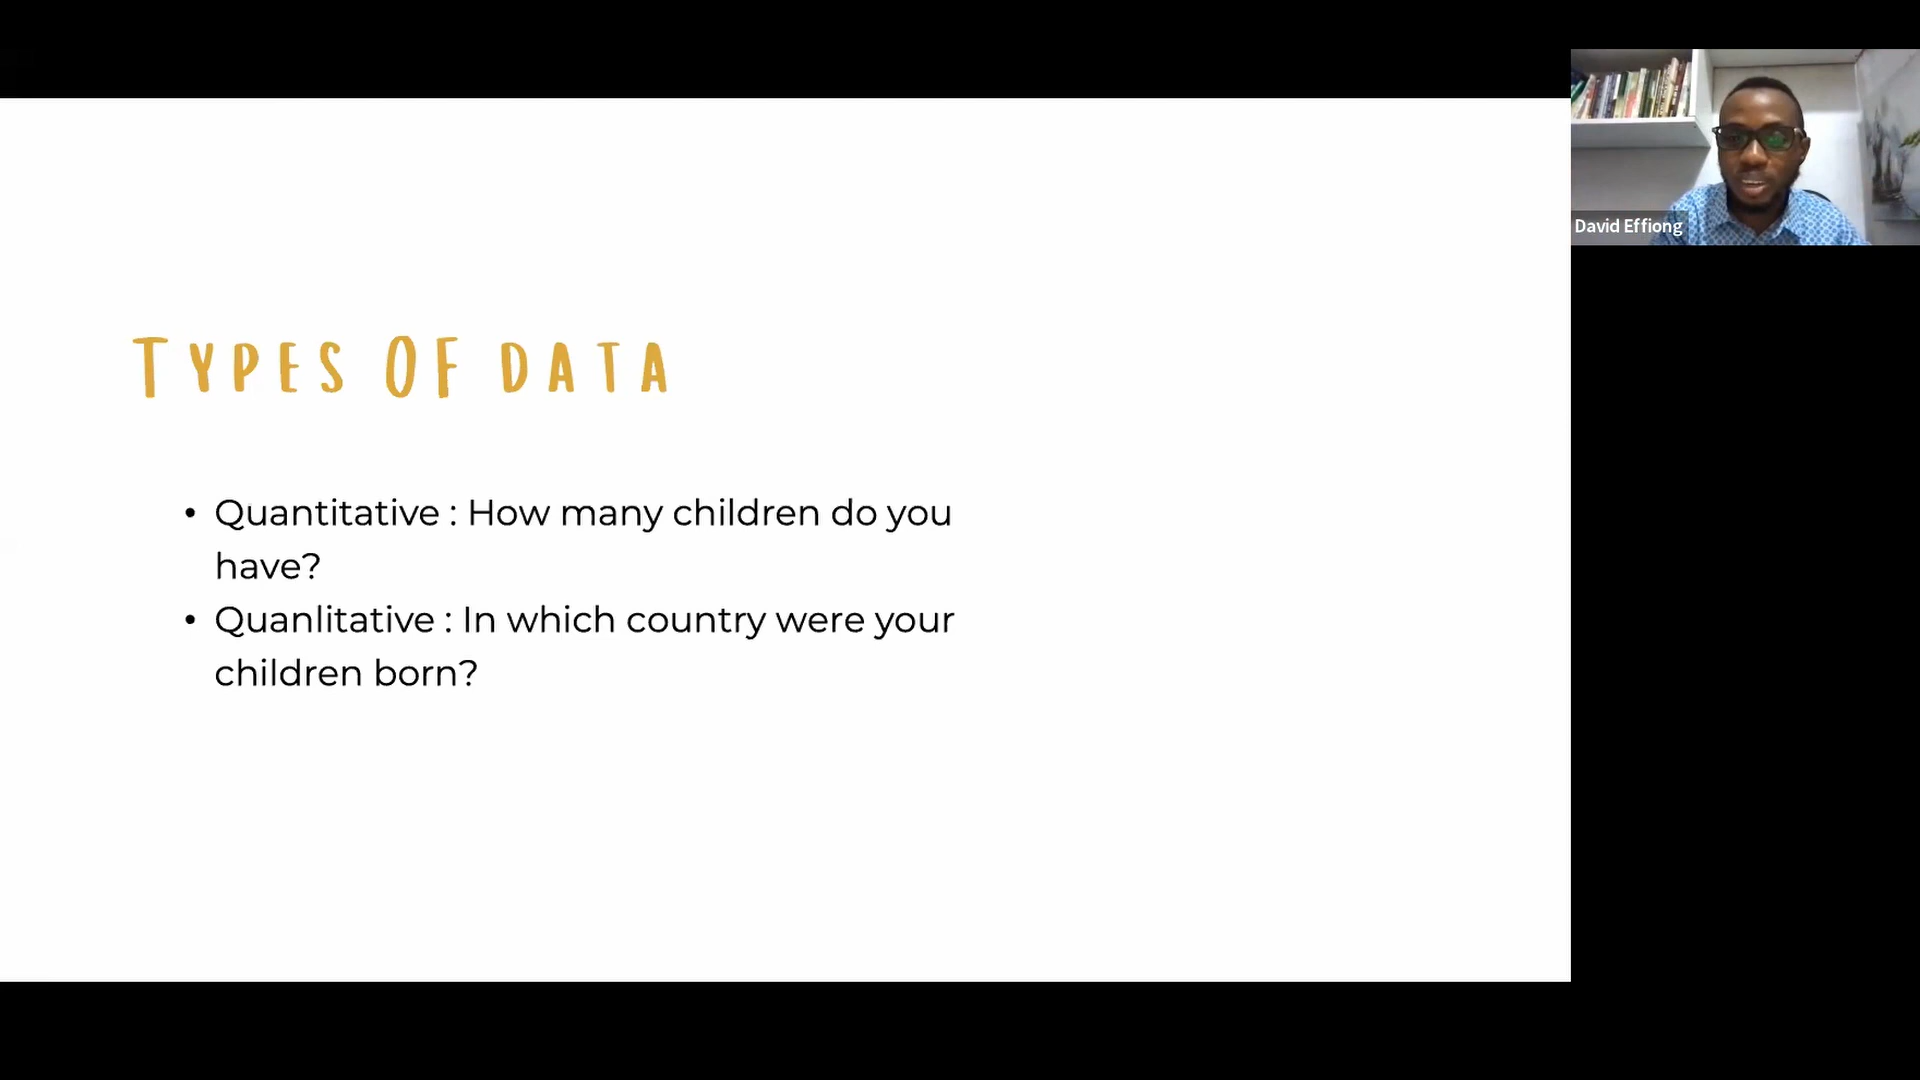 TYPES OF DATA
• Quantitative : How many children do you
have?
• Quanlitative : In which country were your
children born?
David Effiong